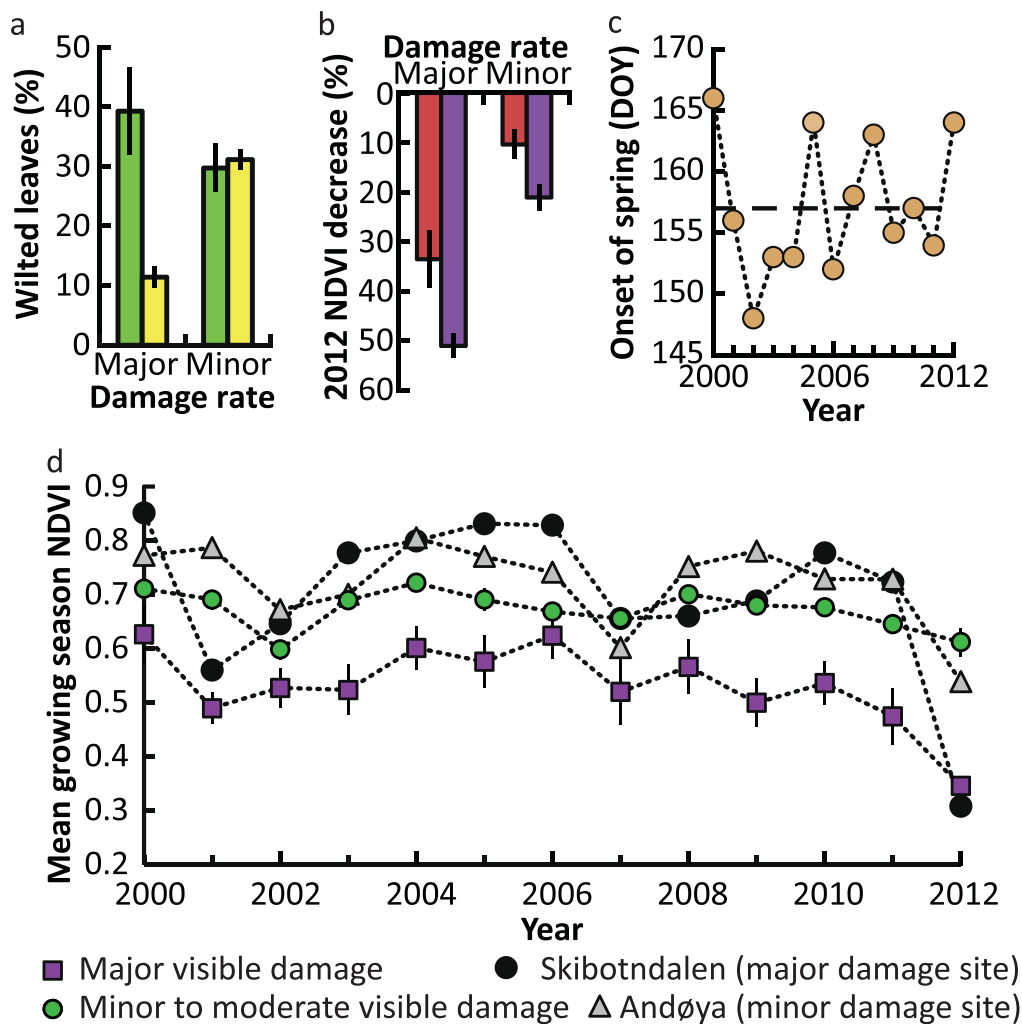 a
Wilted leaves (%)
50
40
30
20
10
0
Major Minor
Damage rate
b
Damage rate
Major Minor
2012 NDVI decrease (%)
0
10
20
30
40
50
60
c
Onset of spring (DOY)
170
165
160
155
150
145
2000 2006 2012
Year
d
Mean growing season NDVI
0.9
0.8
0.7
0.6
0.5
0.4
0.3
0.2
2000 2002 2004 2006 2008 2010 2012
Year
Major visible damage
Skibotndalen (major damage site)
Minor to moderate visible damage
Andøya (minor damage site)